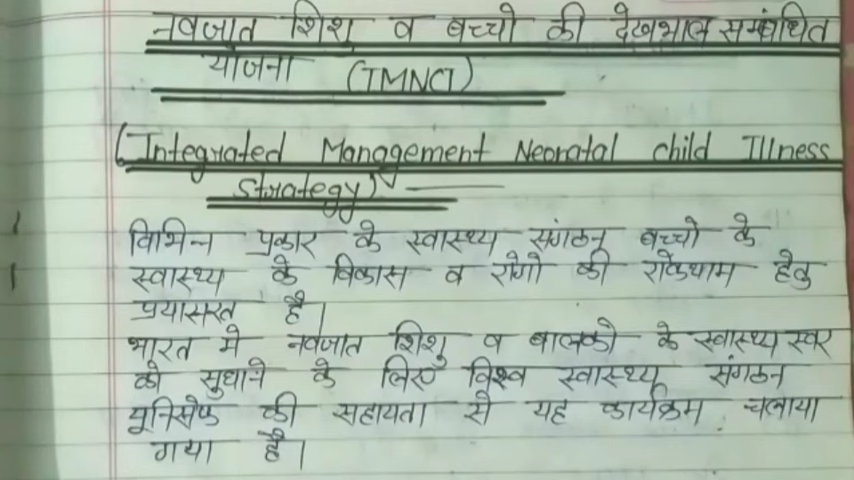 नवजात शिशु व बच्चो की देखभाल सम्बंधित
योजना (IMNCI)
(Integrated Management Neonatal child Illness
strategy)
विभिन्न प्रकार के स्वास्थ्य संगठन बच्चो के
स्वास्थ्य के विकास व रोगो की रोकथाम हेतु
प्रयासरत है।
भारत मे नवजात शिशु व बालको के स्वास्थ्य स्तर
को सुधाने के लिए विश्व स्वास्थ्य संगठन
यूनिसेफ की सहायता से यह कार्यक्रम चलाया
गया है।